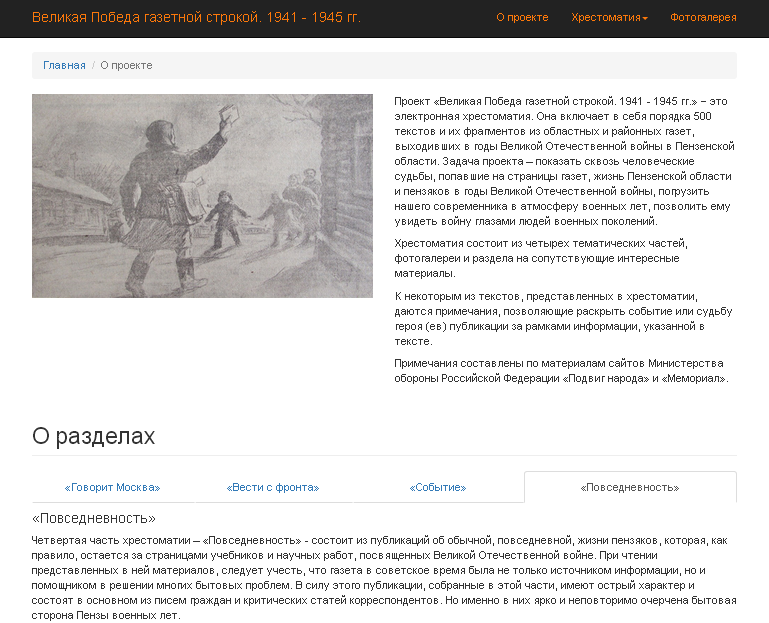 Великая Победа газетной строкой. 1941 - 1945 гг.
О проекте Хрестоматия Фотогалерея
Главная / О проекте
Проект «Великая Победа газетной строкой. 1941 - 1945 гг.» – это
электронная хрестоматия. Она включает в себя порядка 500
текстов и их фрагментов из областных и районных газет,
выходивших в годы Великой Отечественной войны в Пензенской
области. Задача проекта – показать сквозь человеческие
судьбы, попавшие на страницы газет, жизнь Пензенской области
и пензяков в годы Великой Отечественной войны, погрузить
нашего современника в атмосферу военных лет, позволить ему
увидеть войну глазами людей военных поколений.
Хрестоматия состоит из четырех тематических частей,
фотогалереи и раздела на сопутствующие интересные
материалы.
К некоторым из текстов, представленных в хрестоматии,
даются примечания, позволяющие раскрыть событие или судьбу
героя (ев) публикации за рамками информации, указанной в
тексте.
Примечания составлены по материалам сайтов Министерства
обороны Российской Федерации «Подвиг народа» и «Мемориал».
О разделах
«Говорит Москва» «Вести с фронта» «Событие» «Повседневность»
«Повседневность»
Четвертая часть хрестоматии – «Повседневность» - состоит из публикаций об обычной, повседневной, жизни пензяков, которая, как
правило, остается за страницами учебников и научных работ, посвященных Великой Отечественной войне. При чтении
представленных в ней материалов, следует учесть, что газета в советское время была не только источником информации, но и
помощником в решении многих бытовых проблем. В силу этого публикации, собранные в этой части, имеют острый характер и
состоят в основном из писем граждан и критических статей корреспондентов. Но именно в них ярко и неповторимо очерчена бытовая
сторона Пензы военных лет.